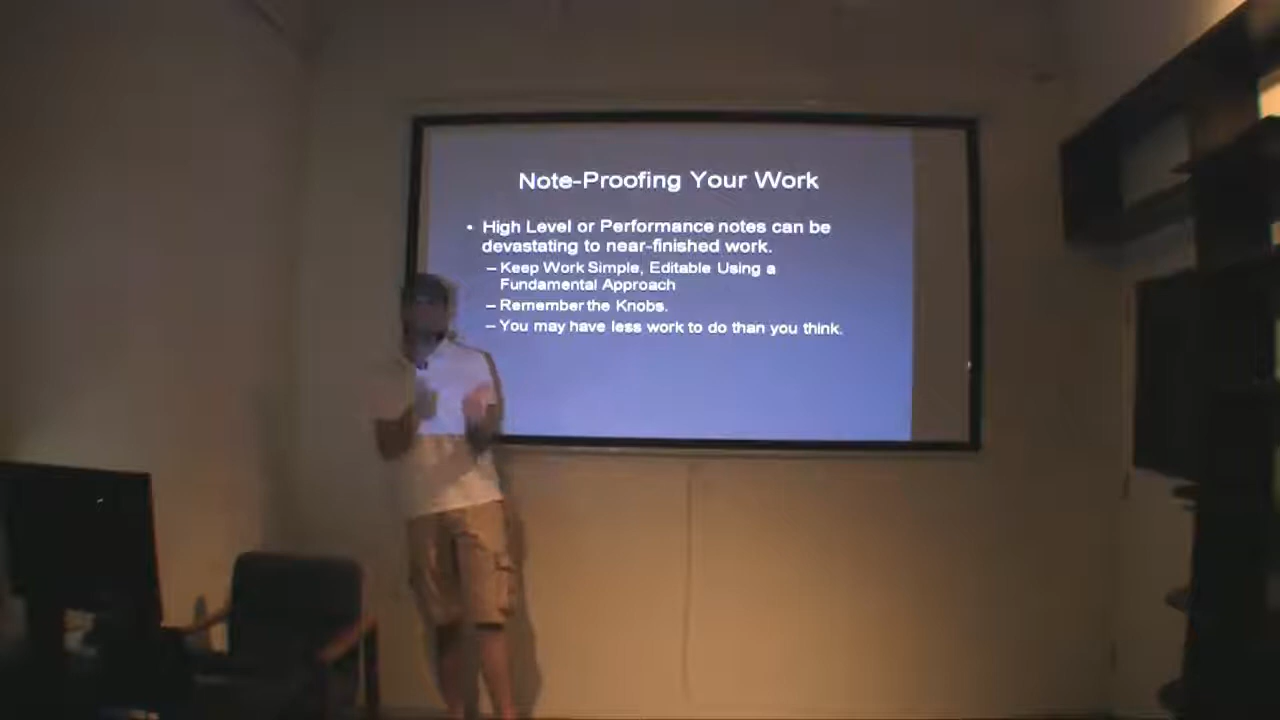 Note-Proofing Your Work
• High Level or Performance notes can be
devastating to near-finished work.
– Keep Work Simple, Editable Using a
Fundamental Approach
– Remember the Knobs.
– You may have less work to do than you think.